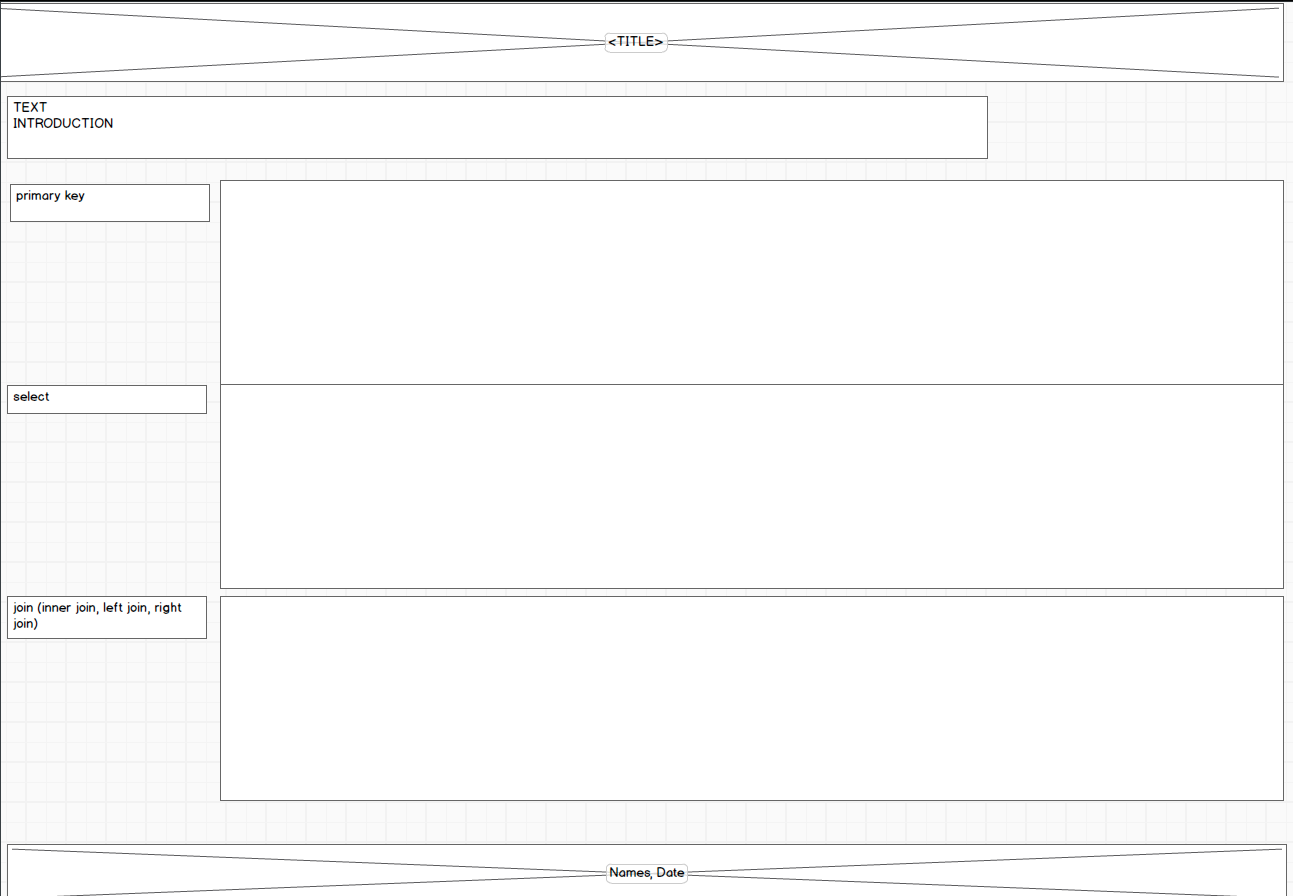 <TITLE>
TEXT
INTRODUCTION
primary key
select
join (inner join, left join, right
join)
Names, Date